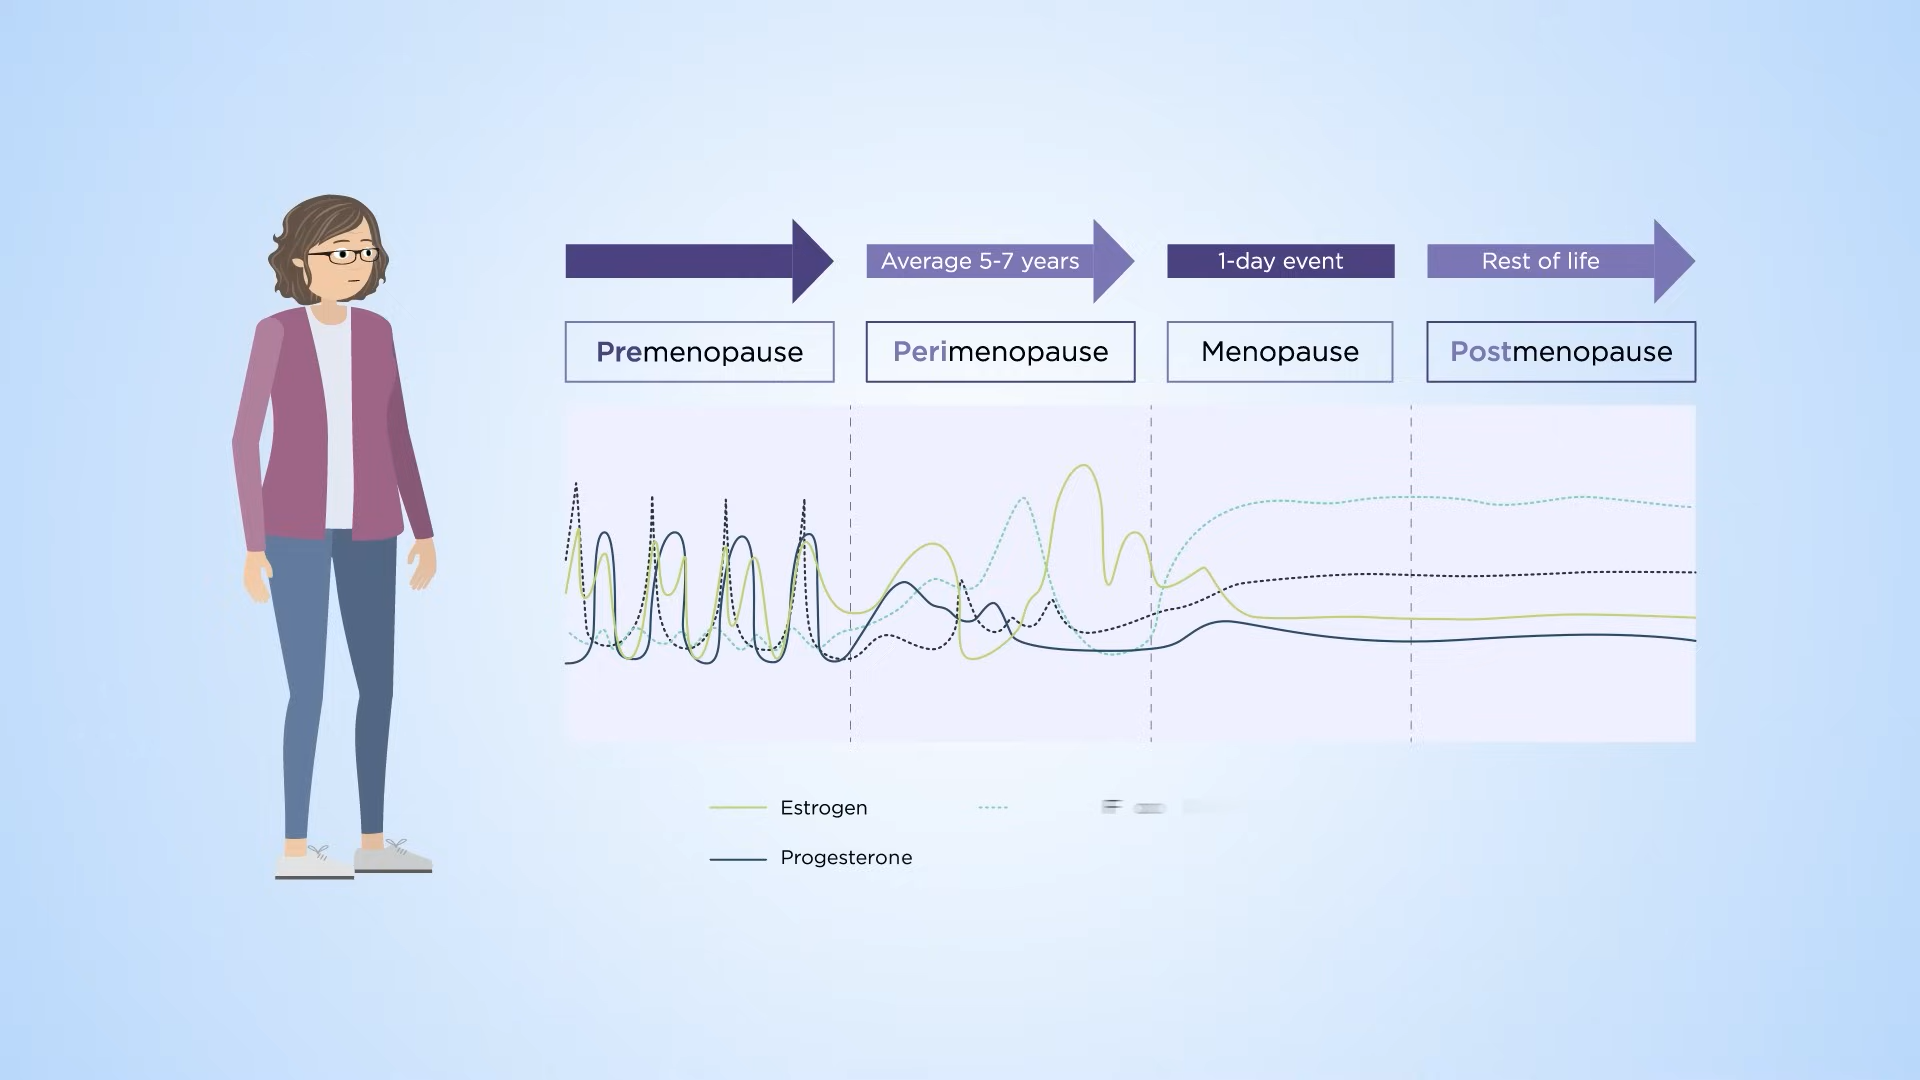 Average 5-7 years
1-day event
Rest of life
Premenopause
Perimenopause
Menopause
Postmenopause
Estrogen
Progesterone